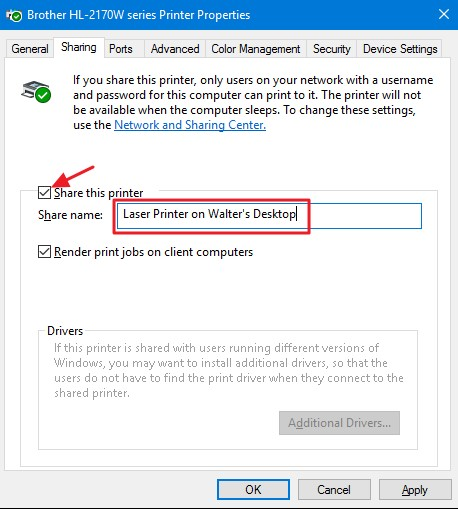 Brother HL-2170W series Printer Properties
General Sharing Ports Advanced Color Management Security Device Settings
If you share this printer, only users on your network with a username
and password for this computer can print to it. The printer will not
be available when the computer sleeps. To change these settings,
use the Network and Sharing Center.
Share this printer
Share name: Laser Printer on Walter's Desktop
Render print jobs on client computers
Drivers
If this printer is shared with users running different versions of
Windows, you may want to install additional drivers, so that the
users do not have to find the print driver when they connect to the
shared printer.
Additional Drivers...
OK Cancel Apply